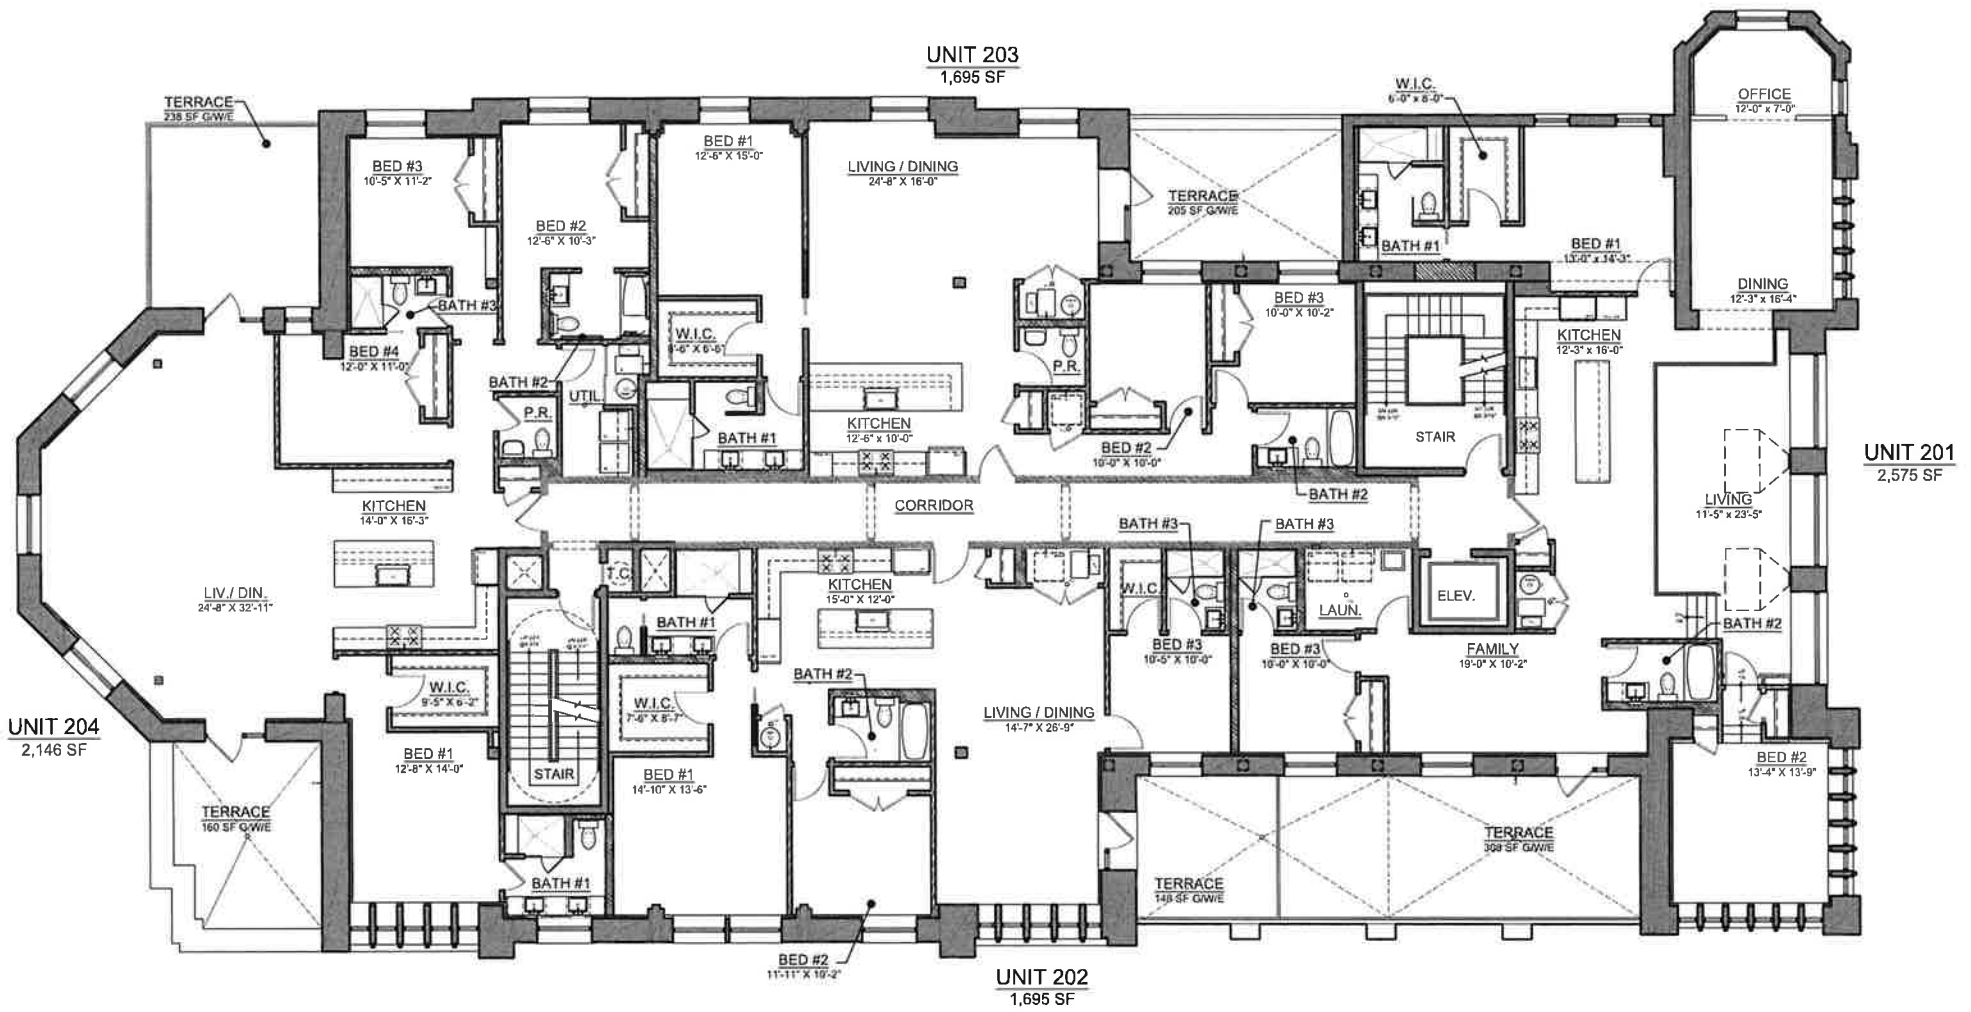 UNIT 203
1,695 SF
TERRACE
238 SF G/W/E
W.I.C.
6'-0" x 8'-0"
OFFICE
12'-0" x 7'-0"
BED #3
10'-5" X 11'-2"
BED #2
12'-6" X 10'-3"
BED #1
12'-6" X 15'-0"
LIVING / DINING
24'-8" X 16'-0"
TERRACE
205 SF G/W/E
BATH #1
BED #1
13'-0" x 14'-3"
DINING
12'-3" x 16'-4"
BATH #3
BED #3
10'-0" X 10'-2"
W.I.C.
BED #4
12'-0" X 11'-0"
KITCHEN
12'-3" x 16'-0"
P.R.
BATH #2
UTIL.
P.R.
BATH #1
KITCHEN
12'-6" x 10'-0"
BED #2
10'-0" X 10'-0"
STAIR
UNIT 201
2,575 SF
KITCHEN
14'-0" X 16'-3"
CORRIDOR
BATH #2
LIVING
11'-5" x 23'-5"
BATH #3
BATH #3
T.C.
KITCHEN
15'-0" X 12'-0"
W.I.C.
LAUN.
ELEV.
LIV./ DIN.
24'-8" X 32'-11"
BATH #1
BATH #2
BED #3
10'-5" X 10'-0"
BED #3
10'-0" X 10'-0"
FAMILY
19'-0" X 10'-2"
W.I.C.
9'-5" X 6'-2"
W.I.C.
7'-6" X 8'-7"
BATH #2
LIVING / DINING
14'-7" X 26'-9"
UNIT 204
2,146 SF
BED #1
12'-8" X 14'-0"
STAIR
BED #1
14'-10" X 13'-6"
BED #2
13'-4" X 13'-9"
TERRACE
160 SF G/W/E
TERRACE
308 SF G/W/E
BATH #1
TERRACE
148 SF G/W/E
BED #2
11'-11" X 10'-2"
UNIT 202
1,695 SF